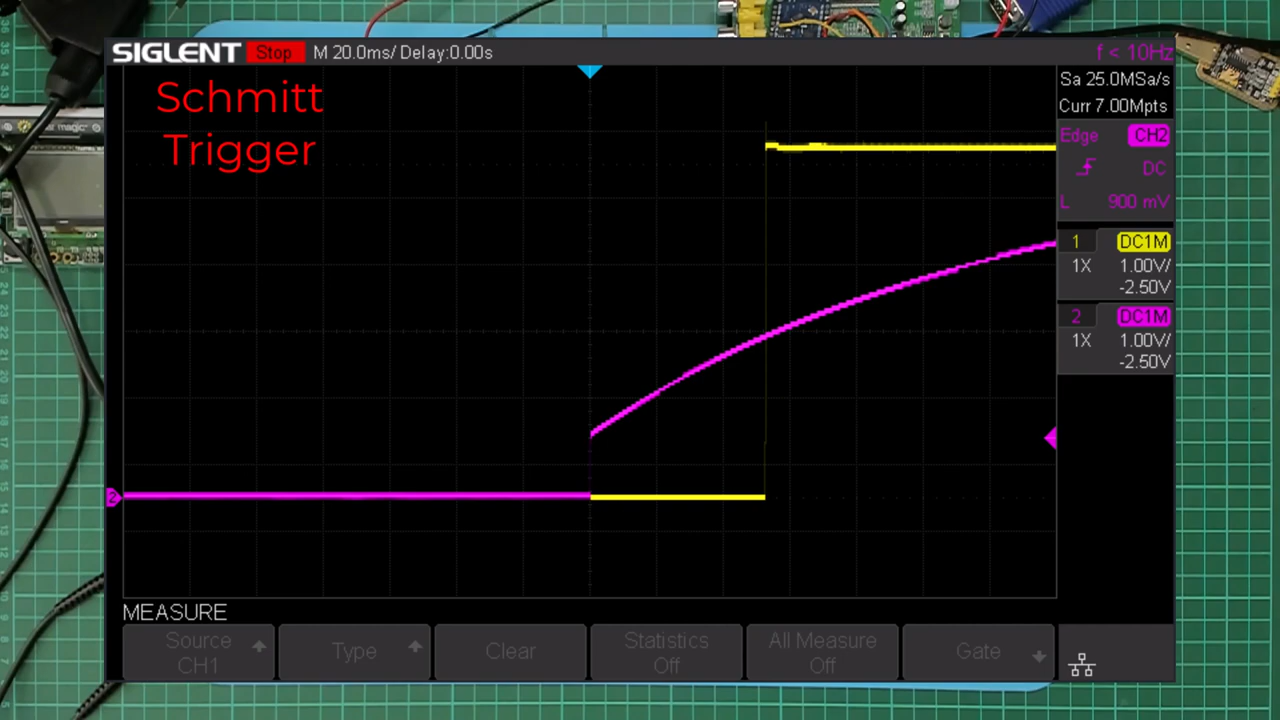 SIGLENT Stop M 20.0ms/ Delay:0.00s
f < 10Hz
Schmitt
Trigger
Sa 25.0MSa/s
Curr 7.00Mpts
Edge CH2
DC
L 900 mV
1 DC1M
1X 1.00V/
-2.50V
2 DC1M
1X 1.00V/
-2.50V
2
MEASURE
Source
CH1
Type
Clear
Statistics
Off
All Measure
Off
Gate